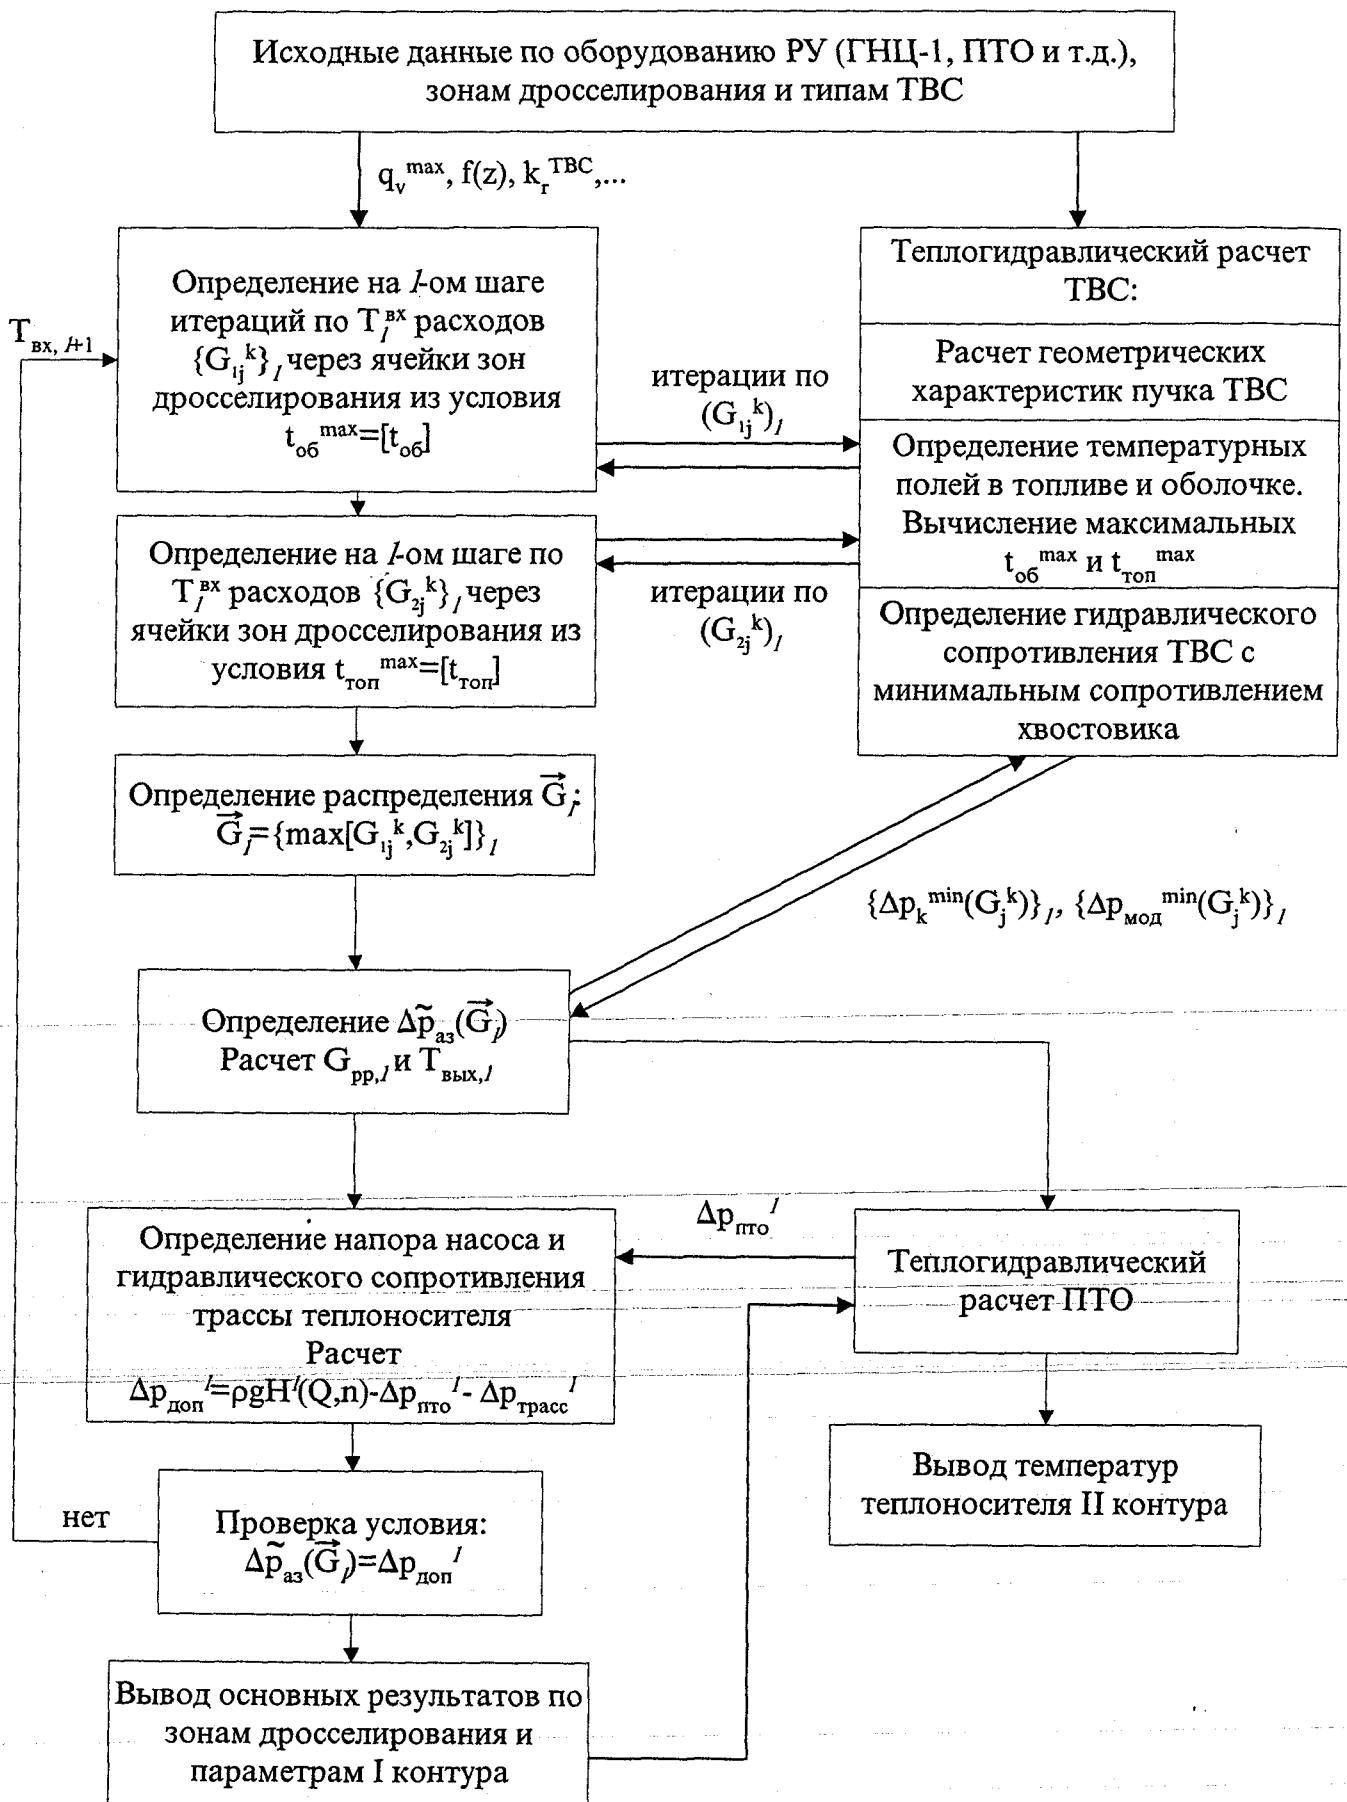 Исходные данные по оборудованию РУ (ГНЦ-1, ПТО и т.д.),
зонам дросселирования и типам ТВС
q_v^max, f(z), k_r^ТВС,...
Определение на l-ом шаге
итераций по T_l^вх расходов
{G_1j^k}_l через ячейки зон
дросселирования из условия
t_об^max=[t_об]
T_вх, l+1
итерации по
(G_1j^k)_l
Теплогидравлический расчет
ТВС:
Расчет геометрических
характеристик пучка ТВС
Определение температурных
полей в топливе и оболочке.
Вычисление максимальных
t_об^max и t_топ^max
Определение гидравлического
сопротивления ТВС с
минимальным сопротивлением
хвостовика
Определение на l-ом шаге по
T_l^вх расходов {G_2j^k}_l через
ячейки зон дросселирования из
условия t_топ^max=[t_топ]
итерации по
(G_2j^k)_l
Определение распределения G⃗_l:
G⃗_l={max[G_1j^k,G_2j^k]}_l
{Δp_k^min(G_j^k)}_l, {Δp_мод^min(G_j^k)}_l
Определение Δp̃_аз(G⃗_l)
Расчет G_рр,l и T_вых,l
Δp_пто^l
Определение напора насоса и
гидравлического сопротивления
трассы теплоносителя
Расчет
Δp_доп^l=ρgH^l(Q,n)-Δp_пто^l- Δp_трасс^l
Теплогидравлический
расчет ПТО
Вывод температур
теплоносителя II контура
нет
Проверка условия:
Δp̃_аз(G⃗_l)=Δp_доп^l
Вывод основных результатов по
зонам дросселирования и
параметрам I контура